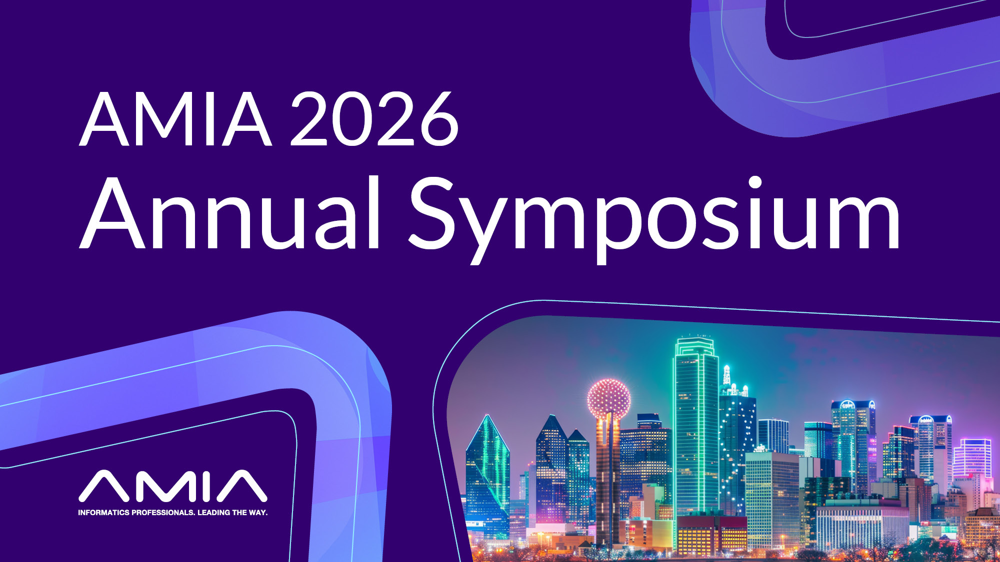 AMIA 2026
Annual Symposium
AMIA
INFORMATICS PROFESSIONALS. LEADING THE WAY.